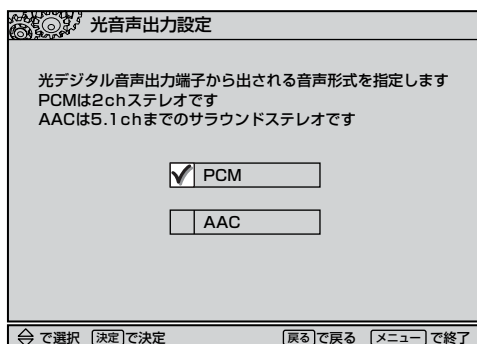 光音声出力設定
光デジタル音声出力端子から出される音声形式を指定します
PCMは2chステレオです
AACは5.1chまでのサラウンドステレオです
PCM
AAC
で選択 決定で決定 戻るで戻る メニューで終了